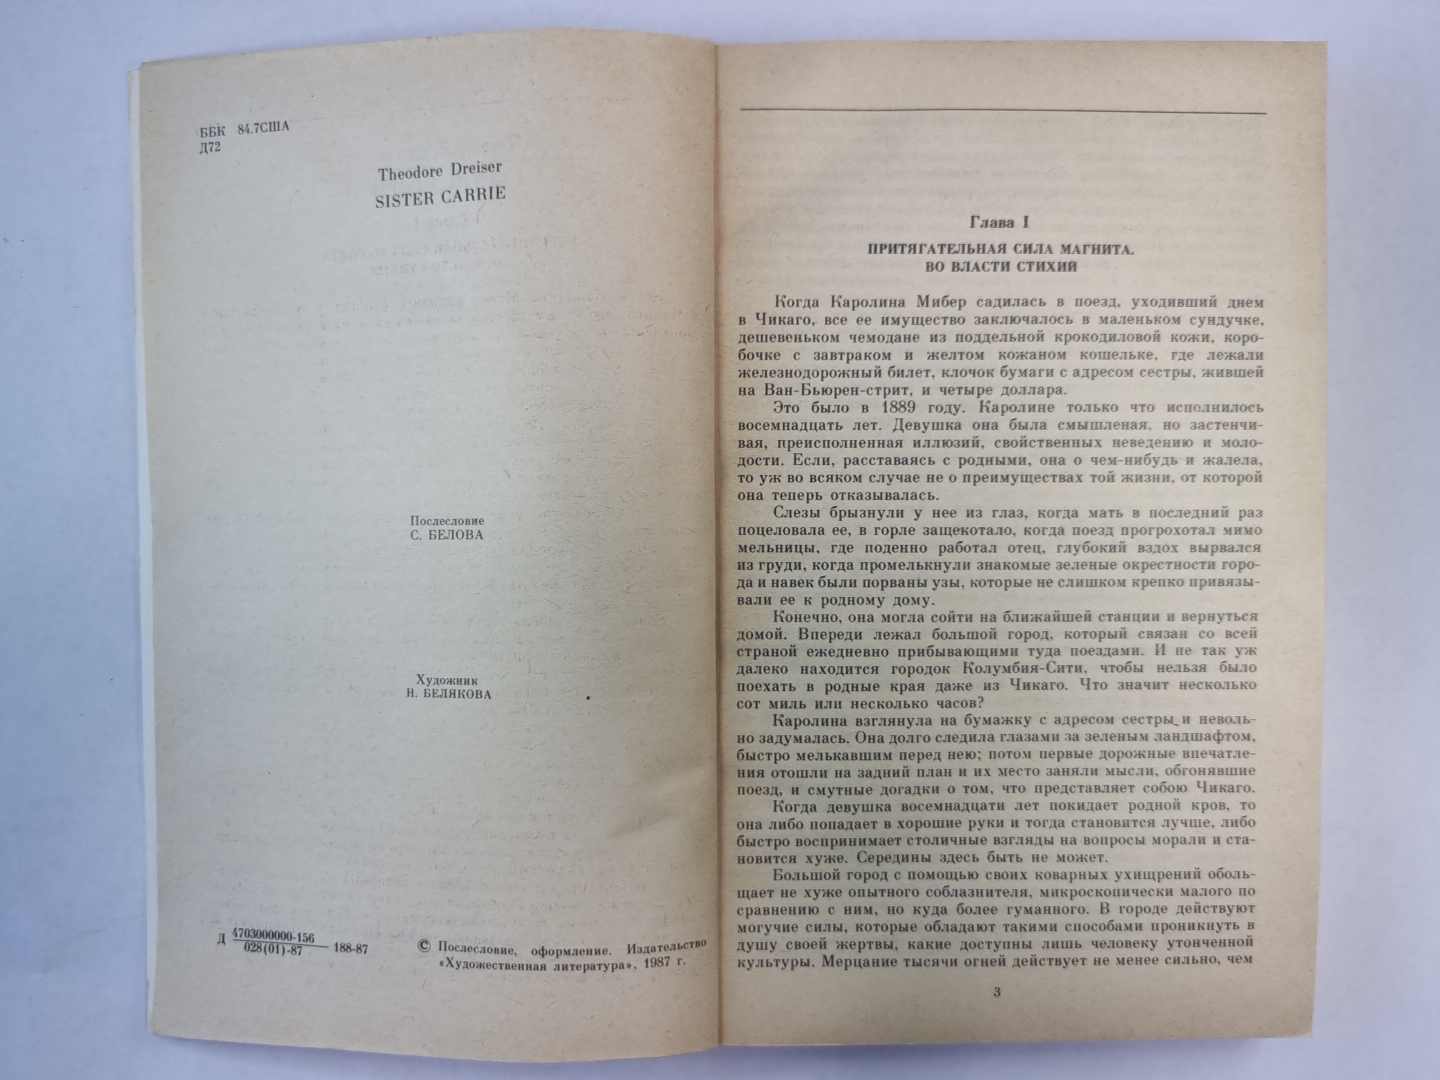 ББК 84.7США
Д72
Theodore Dreiser
SISTER CARRIE
Послесловие
С. БЕЛОВА
Художник
Н. БЕЛЯКОВА
Д 4703000000-156
028(01)-87 188-87
© Послесловие, оформление. Издательство
«Художественная литература», 1987 г.
Глава I
ПРИТЯГАТЕЛЬНАЯ СИЛА МАГНИТА.
ВО ВЛАСТИ СТИХИЙ
Когда Каролина Мибер садилась в поезд, уходивший днем
в Чикаго, все ее имущество заключалось в маленьком сундучке,
дешевеньком чемодане из поддельной крокодиловой кожи, коро-
бочке с завтраком и желтом кожаном кошельке, где лежали
железнодорожный билет, клочок бумаги с адресом сестры, жившей
на Ван-Бьюрен-стрит, и четыре доллара.
Это было в 1889 году. Каролине только что исполнилось
восемнадцать лет. Девушка она была смышленая, но застенчи-
вая, преисполненная иллюзий, свойственных неведению и моло-
дости. Если, расставаясь с родными, она о чем-нибудь и жалела,
то уж во всяком случае не о преимуществах той жизни, от которой
она теперь отказывалась.
Слезы брызнули у нее из глаз, когда мать в последний раз
поцеловала ее, в горле защекотало, когда поезд прогрохотал мимо
мельницы, где поденно работал отец, глубокий вздох вырвался
из груди, когда промелькнули знакомые зеленые окрестности горо-
да и навек были порваны узы, которые не слишком крепко привязы-
вали ее к родному дому.
Конечно, она могла сойти на ближайшей станции и вернуться
домой. Впереди лежал большой город, который связан со всей
страной ежедневно прибывающими туда поездами. И не так уж
далеко находится городок Колумбия-Сити, чтобы нельзя было
поехать в родные края даже из Чикаго. Что значит несколько
сот миль или несколько часов?
Каролина взглянула на бумажку с адресом сестры и неволь-
но задумалась. Она долго следила глазами за зеленым ландшафтом,
быстро мелькавшим перед нею; потом первые дорожные впечатле-
ния отошли на задний план и их место заняли мысли, обгонявшие
поезд, и смутные догадки о том, что представляет собою Чикаго.
Когда девушка восемнадцати лет покидает родной кров, то
она либо попадает в хорошие руки и тогда становится лучше, либо
быстро воспринимает столичные взгляды на вопросы морали и ста-
новится хуже. Середины здесь быть не может.
Большой город с помощью своих коварных ухищрений оболь-
щает не хуже опытного соблазнителя, микроскопически малого по
сравнению с ним, но куда более гуманного. В городе действуют
могучие силы, которые обладают такими способами проникнуть в
душу своей жертвы, какие доступны лишь человеку утонченной
культуры. Мерцание тысячи огней действует не менее сильно, чем
3